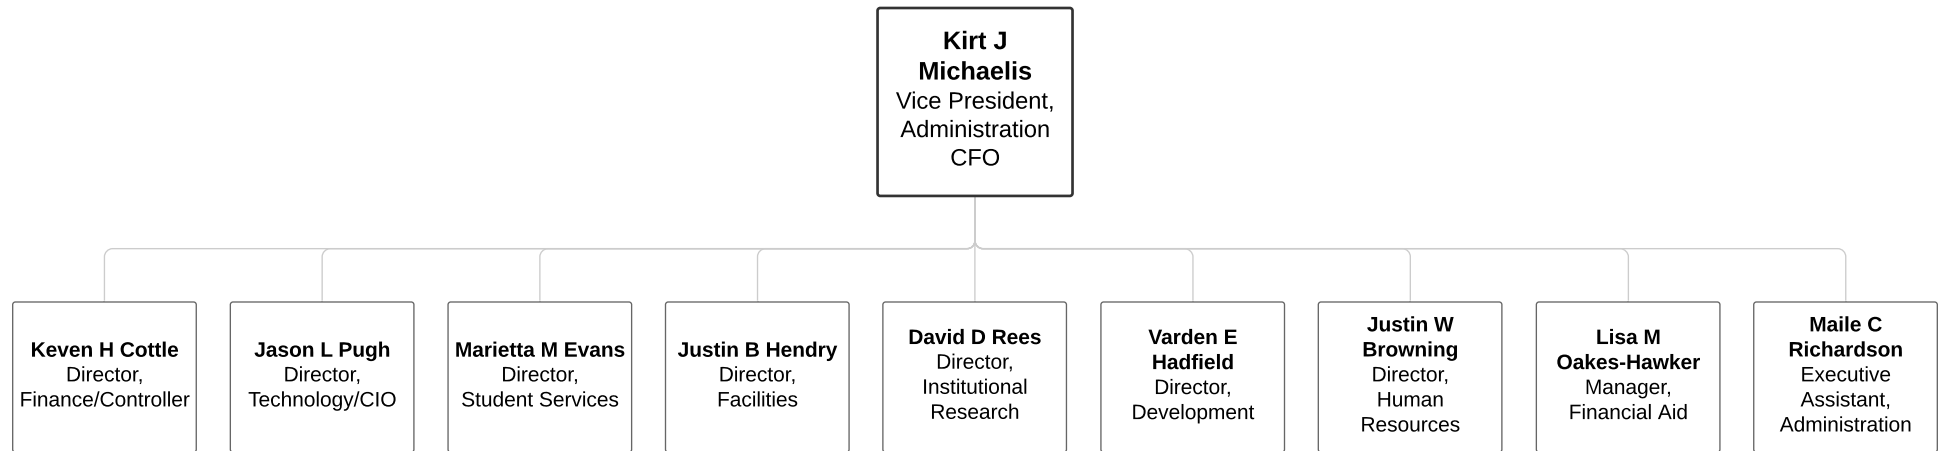 Kirt J
Michaelis
Vice President,
Administration
CFO
Keven H Cottle
Director,
Finance/Controller
Jason L Pugh
Director,
Technology/CIO
Marietta M Evans
Director,
Student Services
Justin B Hendry
Director,
Facilities
David D Rees
Director,
Institutional
Research
Varden E
Hadfield
Director,
Development
Justin W
Browning
Director,
Human
Resources
Lisa M
Oakes-Hawker
Manager,
Financial Aid
Maile C
Richardson
Executive
Assistant,
Administration